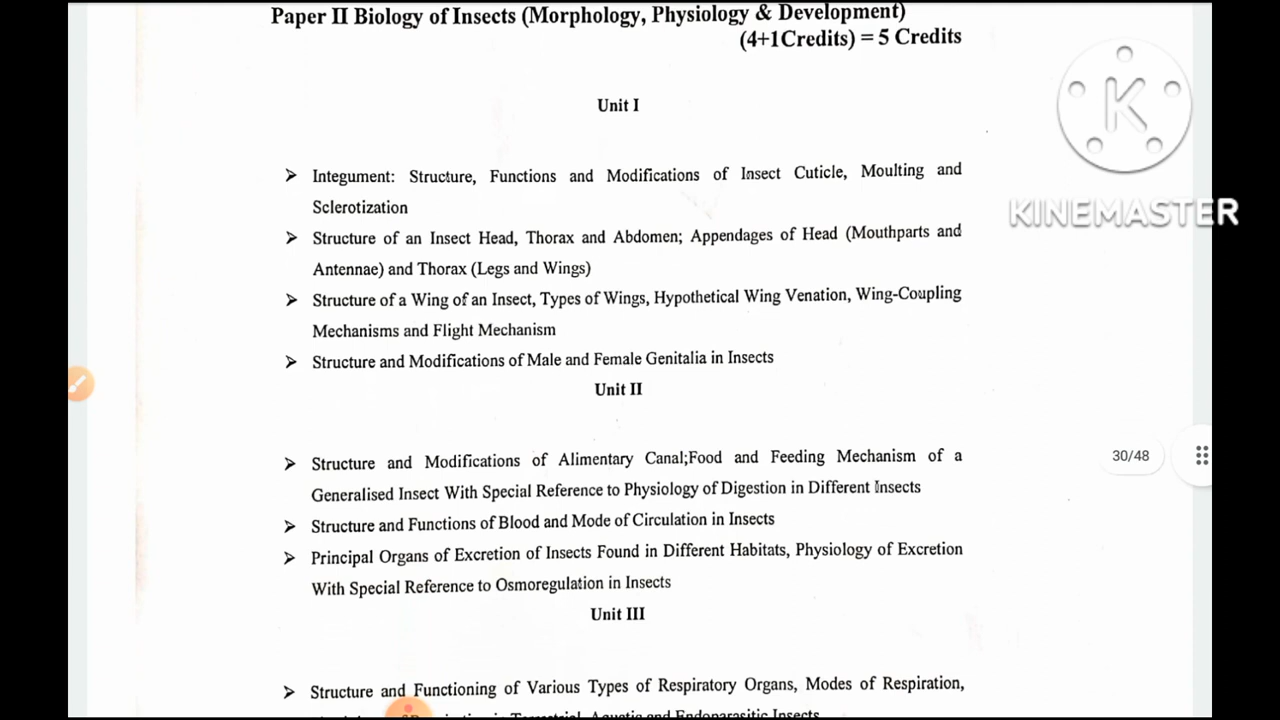 Paper II Biology of Insects (Morphology, Physiology & Development)
(4+1Credits) = 5 Credits
Unit I
➢ Integument: Structure, Functions and Modifications of Insect Cuticle, Moulting and
Sclerotization
➢ Structure of an Insect Head, Thorax and Abdomen; Appendages of Head (Mouthparts and
Antennae) and Thorax (Legs and Wings)
➢ Structure of a Wing of an Insect, Types of Wings, Hypothetical Wing Venation, Wing-Coupling
Mechanisms and Flight Mechanism
➢ Structure and Modifications of Male and Female Genitalia in Insects
Unit II
➢ Structure and Modifications of Alimentary Canal;Food and Feeding Mechanism of a
Generalised Insect With Special Reference to Physiology of Digestion in Different Insects
➢ Structure and Functions of Blood and Mode of Circulation in Insects
➢ Principal Organs of Excretion of Insects Found in Different Habitats, Physiology of Excretion
With Special Reference to Osmoregulation in Insects
Unit III
➢ Structure and Functioning of Various Types of Respiratory Organs, Modes of Respiration,
in Terrestrial, Aquatic and Endoparasitic Insects
K
KINEMASTER
30/48